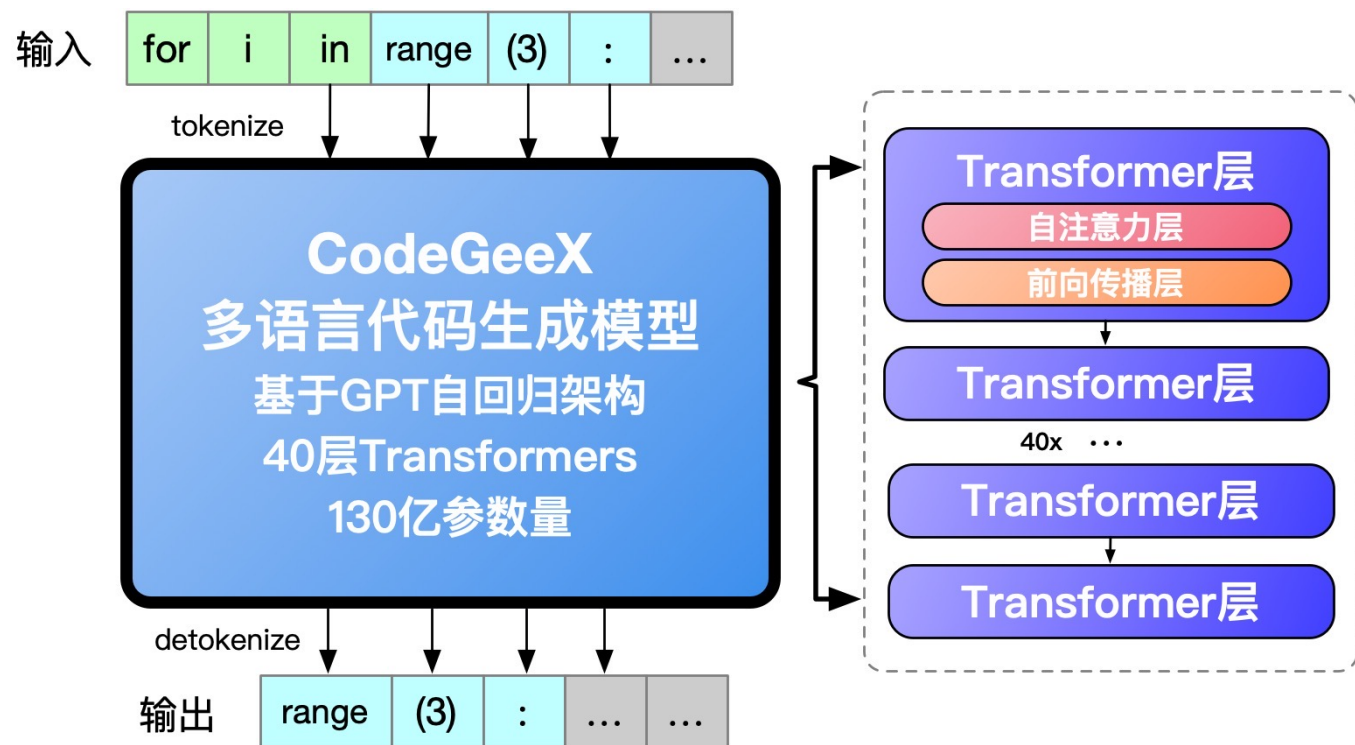 输入 for i in range (3) : ...
tokenize
CodeGeeX
多语言代码生成模型
基于GPT自回归架构
40层Transformers
130亿参数量
detokenize
输出 range (3) : ... ...
Transformer层
自注意力层
前向传播层
Transformer层
40x ...
Transformer层
Transformer层